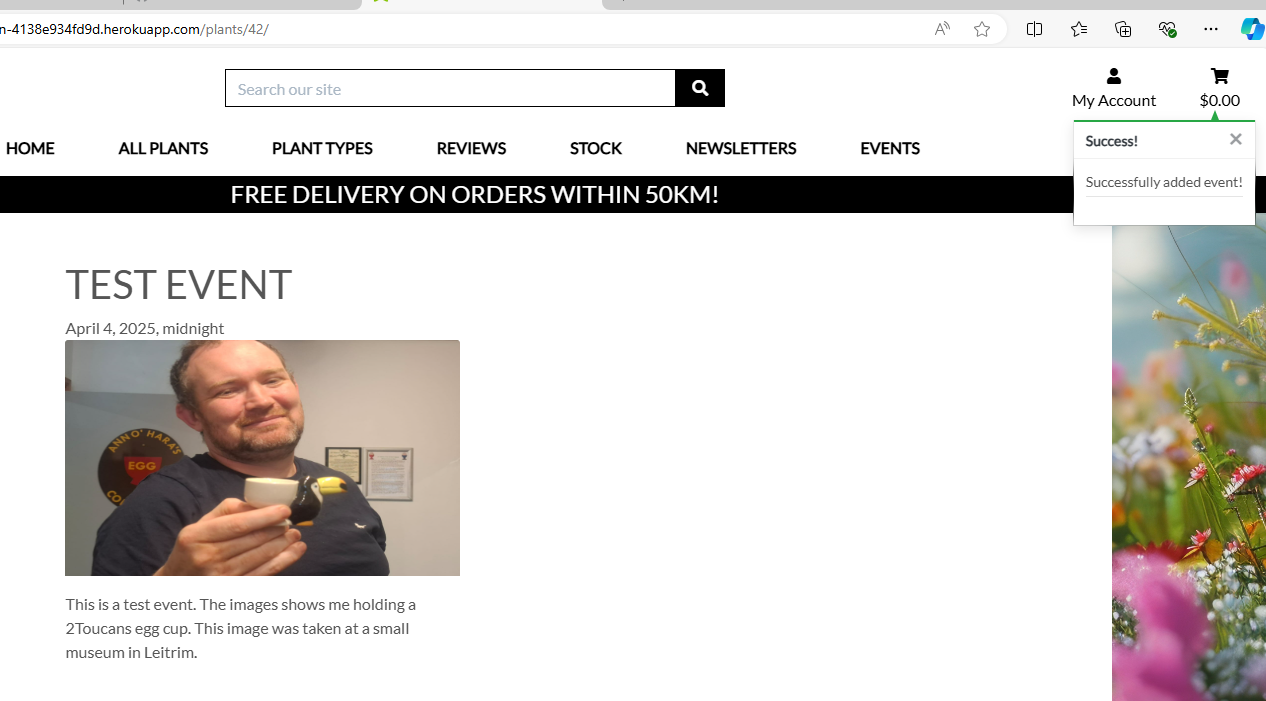 n-4138e934fd9d.herokuapp.com/plants/42/
Search our site
My Account
$0.00
HOME
ALL PLANTS
PLANT TYPES
REVIEWS
STOCK
NEWSLETTERS
EVENTS
Success!
Successfully added event!
FREE DELIVERY ON ORDERS WITHIN 50KM!
TEST EVENT
April 4, 2025, midnight
ANN O' HARA'S
EGG
This is a test event. The images shows me holding a
2Toucans egg cup. This image was taken at a small
museum in Leitrim.